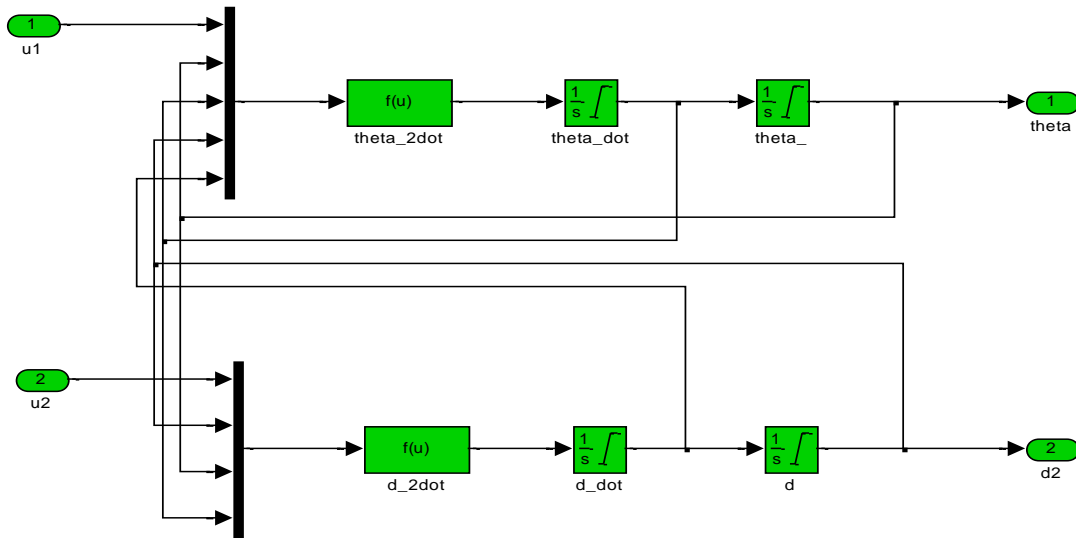 1
u1
f(u)
theta_2dot
1
s
theta_dot
1
s
theta_
1
theta
2
u2
f(u)
d_2dot
1
s
d_dot
1
s
d
2
d2